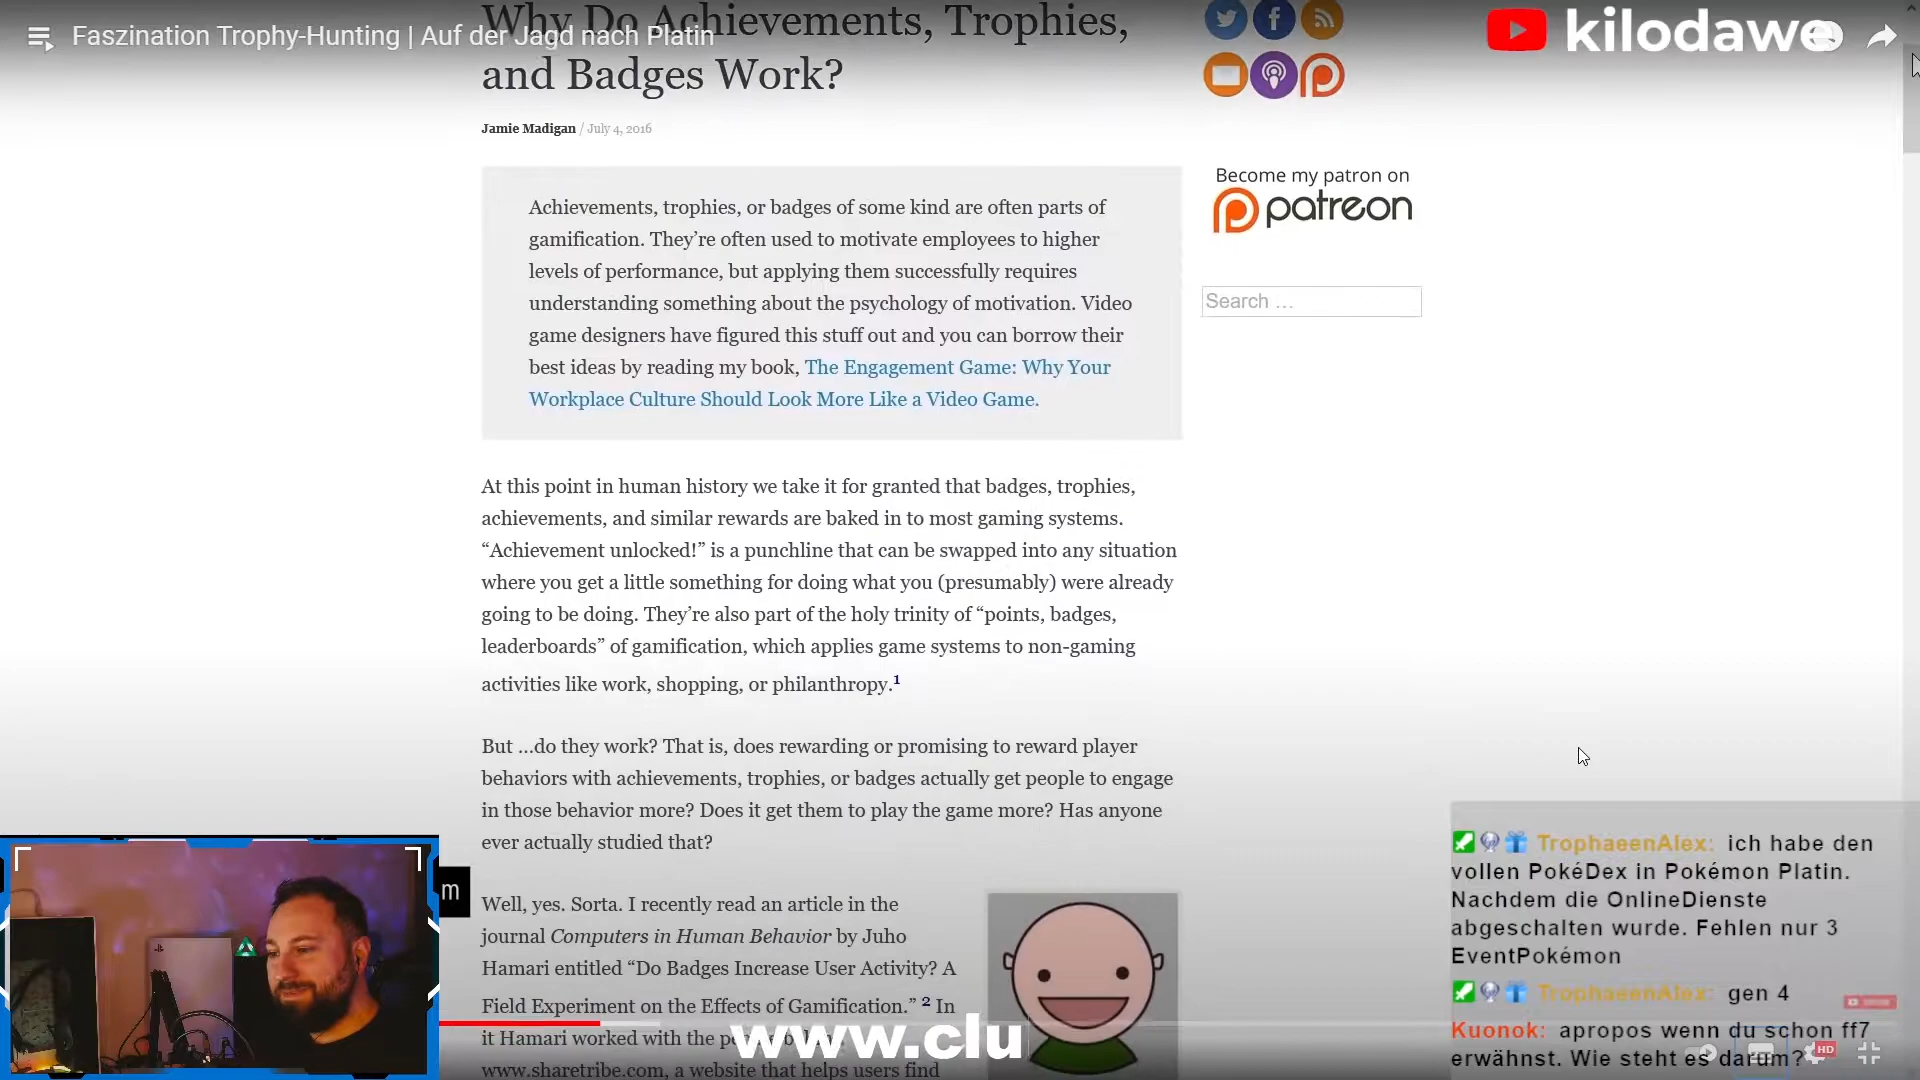 Faszination Trophy-Hunting | Auf der Jagd nach Platin
Why Do Achievements, Trophies,
and Badges Work?
kilodawe
Jamie Madigan / July 4, 2016
Achievements, trophies, or badges of some kind are often parts of
gamification. They’re often used to motivate employees to higher
levels of performance, but applying them successfully requires
understanding something about the psychology of motivation. Video
game designers have figured this stuff out and you can borrow their
best ideas by reading my book, The Engagement Game: Why Your
Workplace Culture Should Look More Like a Video Game.
Become my patron on
patreon
Search …
At this point in human history we take it for granted that badges, trophies,
achievements, and similar rewards are baked in to most gaming systems.
“Achievement unlocked!” is a punchline that can be swapped into any situation
where you get a little something for doing what you (presumably) were already
going to be doing. They’re also part of the holy trinity of “points, badges,
leaderboards” of gamification, which applies game systems to non-gaming
activities like work, shopping, or philanthropy.1
But …do they work? That is, does rewarding or promising to reward player
behaviors with achievements, trophies, or badges actually get people to engage
in those behavior more? Does it get them to play the game more? Has anyone
ever actually studied that?
m
Well, yes. Sorta. I recently read an article in the
journal Computers in Human Behavior by Juho
Hamari entitled “Do Badges Increase User Activity? A
Field Experiment on the Effects of Gamification.” 2 In
it Hamari worked with the
www.sharetribe.com, a website that helps users find
www.clu
TrophaeenAlex: ich habe den
vollen PokéDex in Pokémon Platin.
Nachdem die OnlineDienste
abgeschalten wurde. Fehlen nur 3
EventPokémon
TrophaeenAlex: gen 4
Kuonok: apropos wenn du schon ff7
erwähnst. Wie steht es darum?
HD